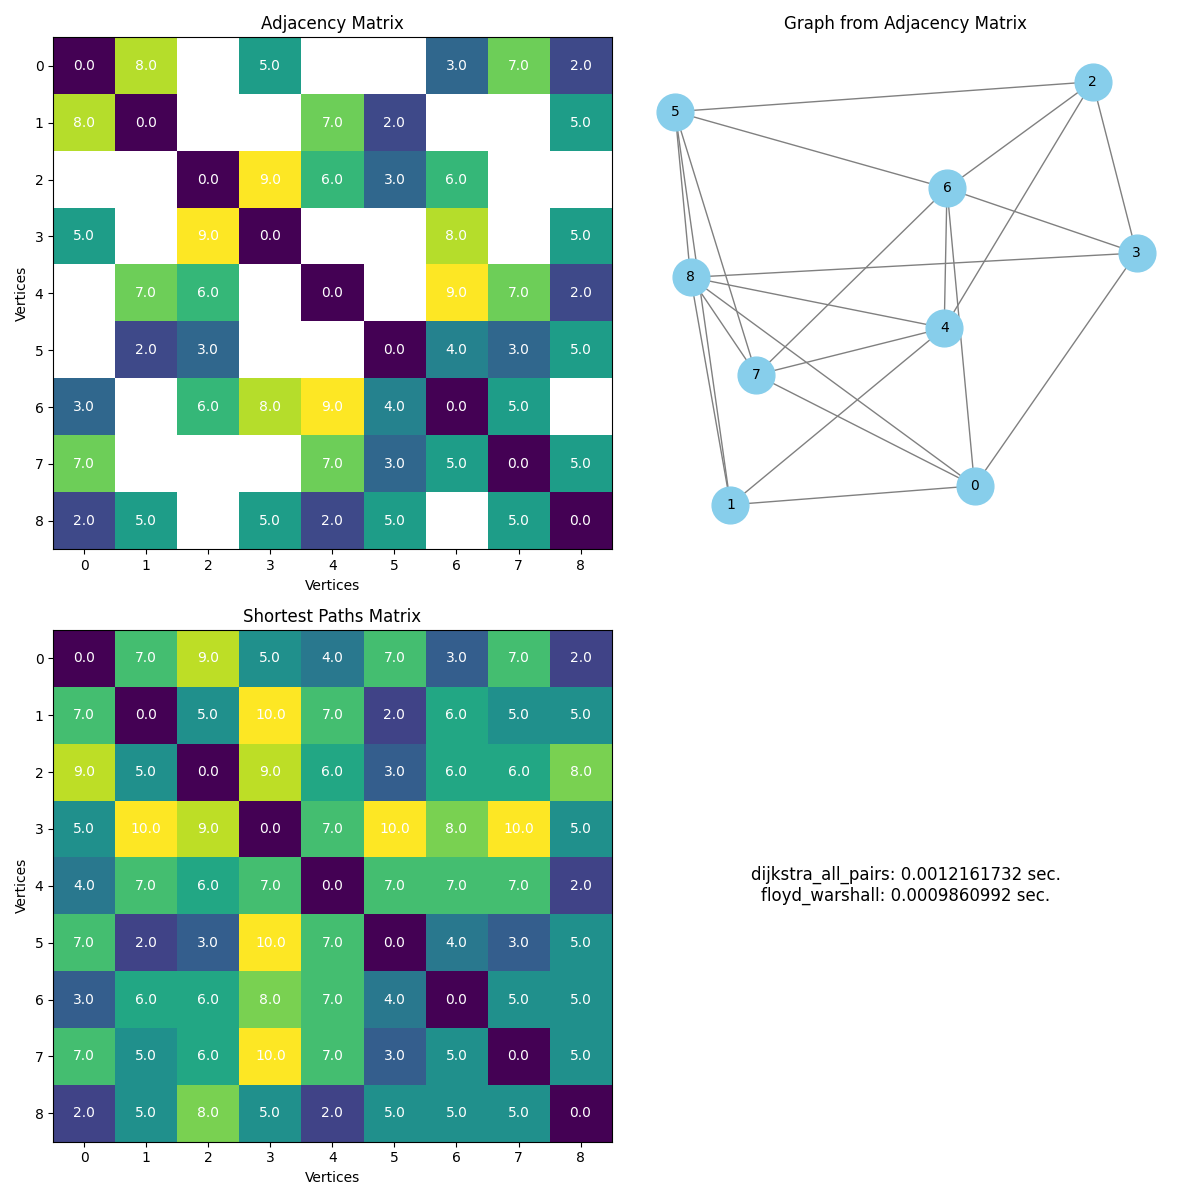 Adjacency Matrix
0 0.0 8.0 5.0 3.0 7.0 2.0
1 8.0 0.0 7.0 2.0 5.0
2 0.0 9.0 6.0 3.0 6.0
3 5.0 9.0 0.0 8.0 5.0
4 7.0 6.0 0.0 9.0 7.0 2.0
5 2.0 3.0 0.0 4.0 3.0 5.0
6 3.0 6.0 8.0 9.0 4.0 0.0 5.0
7 7.0 7.0 3.0 5.0 0.0 5.0
8 2.0 5.0 5.0 2.0 5.0 5.0 0.0
0 1 2 3 4 5 6 7 8
Vertices
Vertices
Graph from Adjacency Matrix
2
5
6
3
8
4
7
0
1
Shortest Paths Matrix
0 0.0 7.0 9.0 5.0 4.0 7.0 3.0 7.0 2.0
1 7.0 0.0 5.0 10.0 7.0 2.0 6.0 5.0 5.0
2 9.0 5.0 0.0 9.0 6.0 3.0 6.0 6.0 8.0
3 5.0 10.0 9.0 0.0 7.0 10.0 8.0 10.0 5.0
4 4.0 7.0 6.0 7.0 0.0 7.0 7.0 7.0 2.0
5 7.0 2.0 3.0 10.0 7.0 0.0 4.0 3.0 5.0
6 3.0 6.0 6.0 8.0 7.0 4.0 0.0 5.0 5.0
7 7.0 5.0 6.0 10.0 7.0 3.0 5.0 0.0 5.0
8 2.0 5.0 8.0 5.0 2.0 5.0 5.0 5.0 0.0
0 1 2 3 4 5 6 7 8
Vertices
Vertices
dijkstra_all_pairs: 0.0012161732 sec.
floyd_warshall: 0.0009860992 sec.